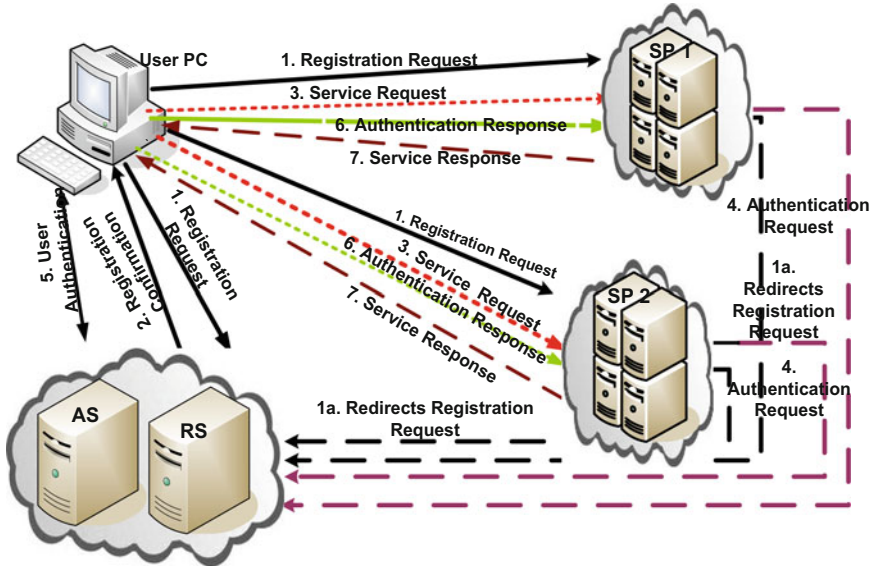 User PC
1. Registration Request
SP 1
3. Service Request
6. Authentication Response
7. Service Response
4. Authentication
Request
1. Registration Request
3. Service Request
6. Authentication Response
7. Service Response
SP 2
1a.
Redirects
Registration
Request
4.
Authentication
Request
5. User
Authentication
2. Registration
Confirmation
1. Registration
Request
1a. Redirects Registration
Request
AS
RS